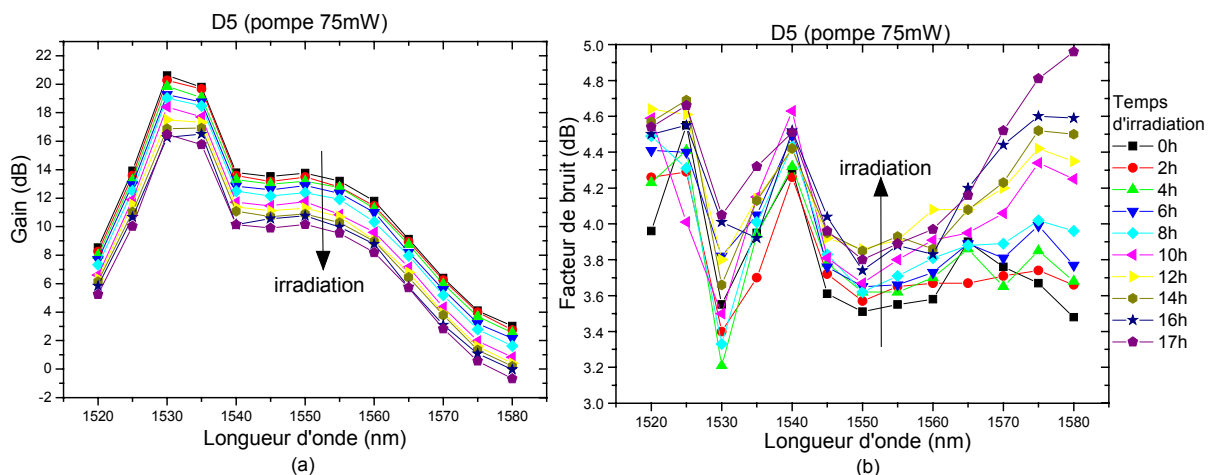 D5 (pompe 75mW)
Gain (dB)
22
20
18
16
14
12
10
8
6
4
2
0
-2
irradiation
1520 1530 1540 1550 1560 1570 1580
Longueur d'onde (nm)
(a)
D5 (pompe 75mW)
Facteur de bruit (dB)
5.0
4.8
4.6
4.4
4.2
4.0
3.8
3.6
3.4
3.2
3.0
irradiation
1520 1530 1540 1550 1560 1570 1580
Longueur d'onde (nm)
(b)
Temps
d'irradiation
0h
2h
4h
6h
8h
10h
12h
14h
16h
17h